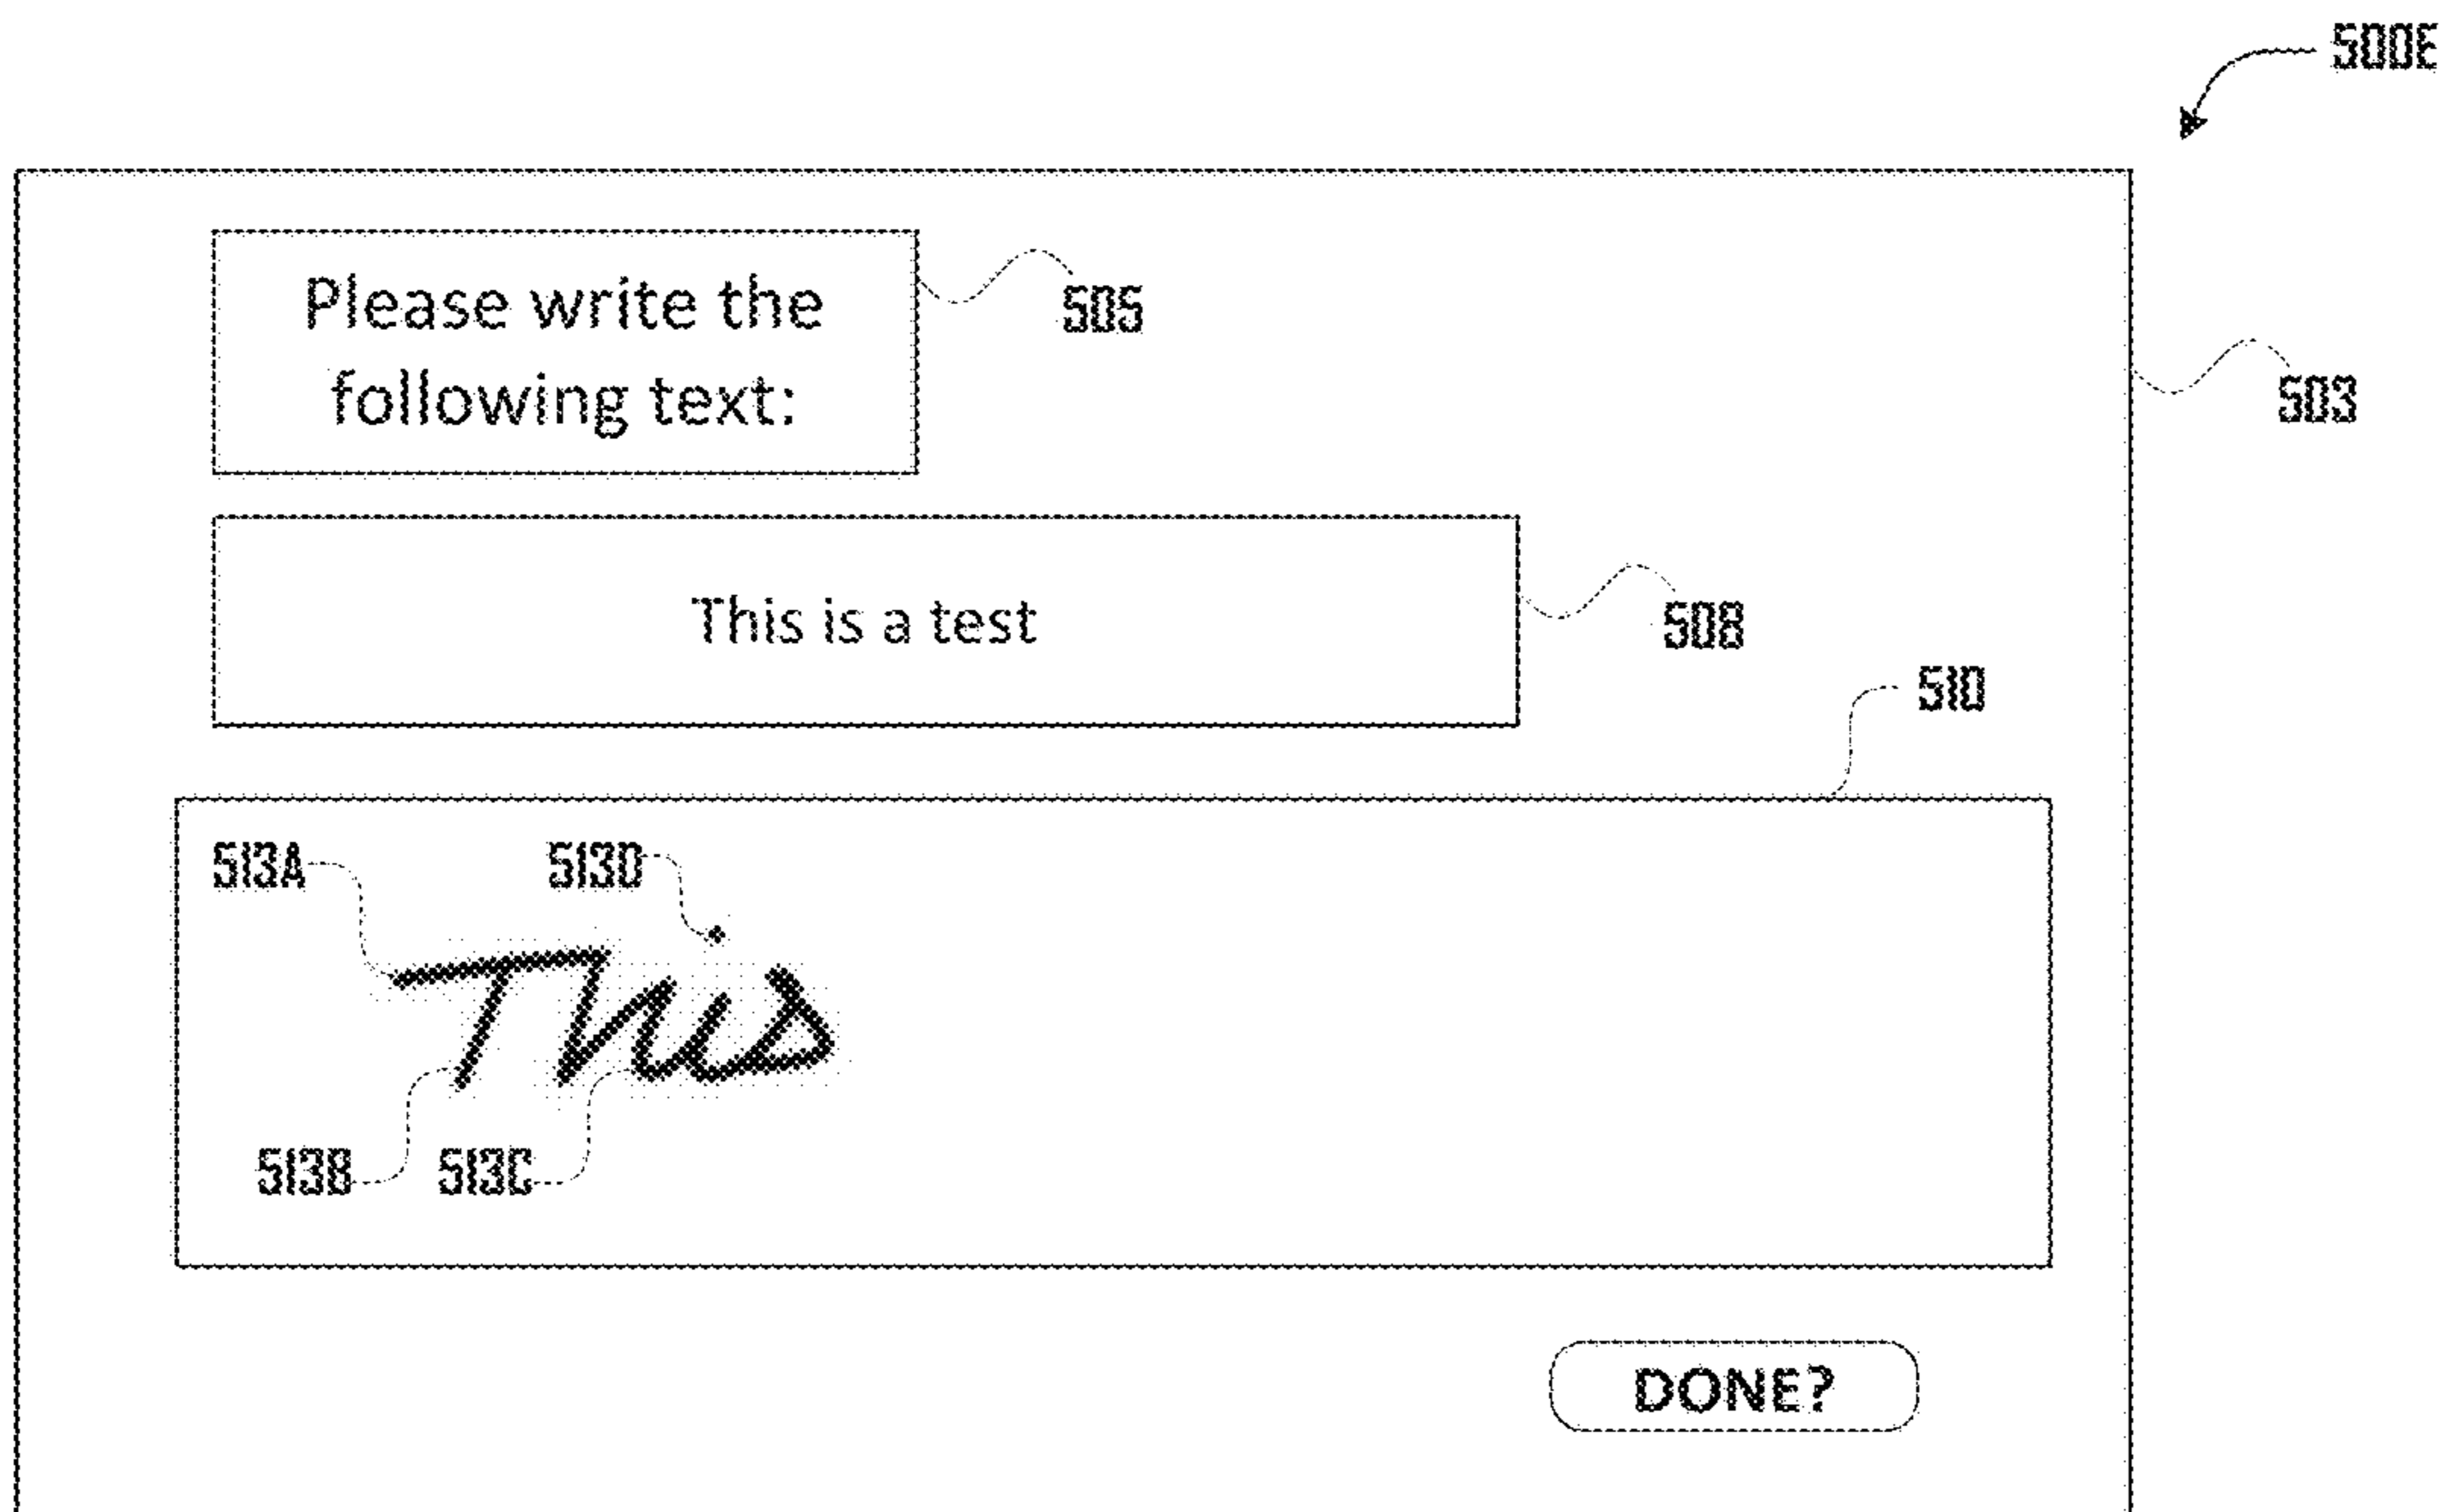 500E
Please write the
following text:
505
503
This is a test
508
510
513A 513D
This
513B 513C
DONE?